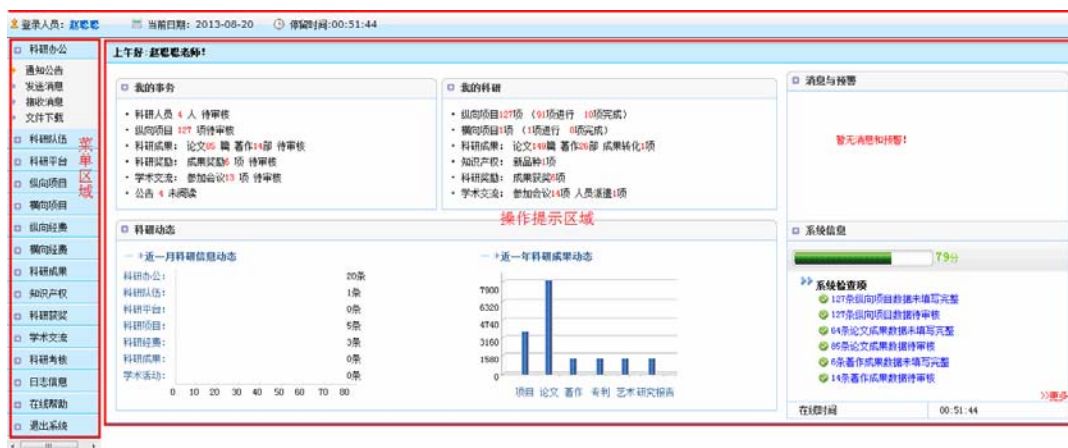 登录人员: 赵聪聪 当前日期: 2013-08-20 停留时间:00:51:44
科研办公
通知公告
发送消息
接收消息
文件下载
科研队伍
科研平台
纵向项目
横向项目
纵向经费
横向经费
科研成果
知识产权
科研获奖
学术交流
科研考核
日志信息
在线帮助
退出系统
菜单区域
上午好:赵聪聪老师!
我的事务
科研人员 4 人 待审核
纵向项目 127 项待审核
科研成果: 论文85 篇 著作14部 待审核
科研奖励: 成果奖励6 项 待审核
学术交流: 参加会议13 项 待审核
公告 4 未阅读
我的科研
纵向项目127项 (91项进行 10项完成)
横向项目1项 (1项进行 0项完成)
科研成果: 论文149篇 著作26部 成果转化1项
知识产权: 新品种1项
科研奖励: 成果获奖6项
学术交流: 参加会议14项 人员派遣1项
操作提示区域
科研动态
近一月科研信息动态
科研办公: 20条
科研队伍: 1条
科研平台: 0条
科研项目: 5条
科研经费: 3条
科研成果: 0条
学术活动: 0条
0 10 20 30 40 50 60 70 80
近一年科研成果动态
7900
6320
4740
3160
1580
0
项目 论文 著作 专利 艺术 研究报告
消息与预警
暂无消息和预警!
系统信息
79分
系统检查项
127条纵向项目数据未填写完整
127条纵向项目数据待审核
64条论文成果数据未填写完整
85条论文成果数据待审核
6条著作成果数据未填写完整
14条著作成果数据待审核
>>更多
在线时间 00:51:44